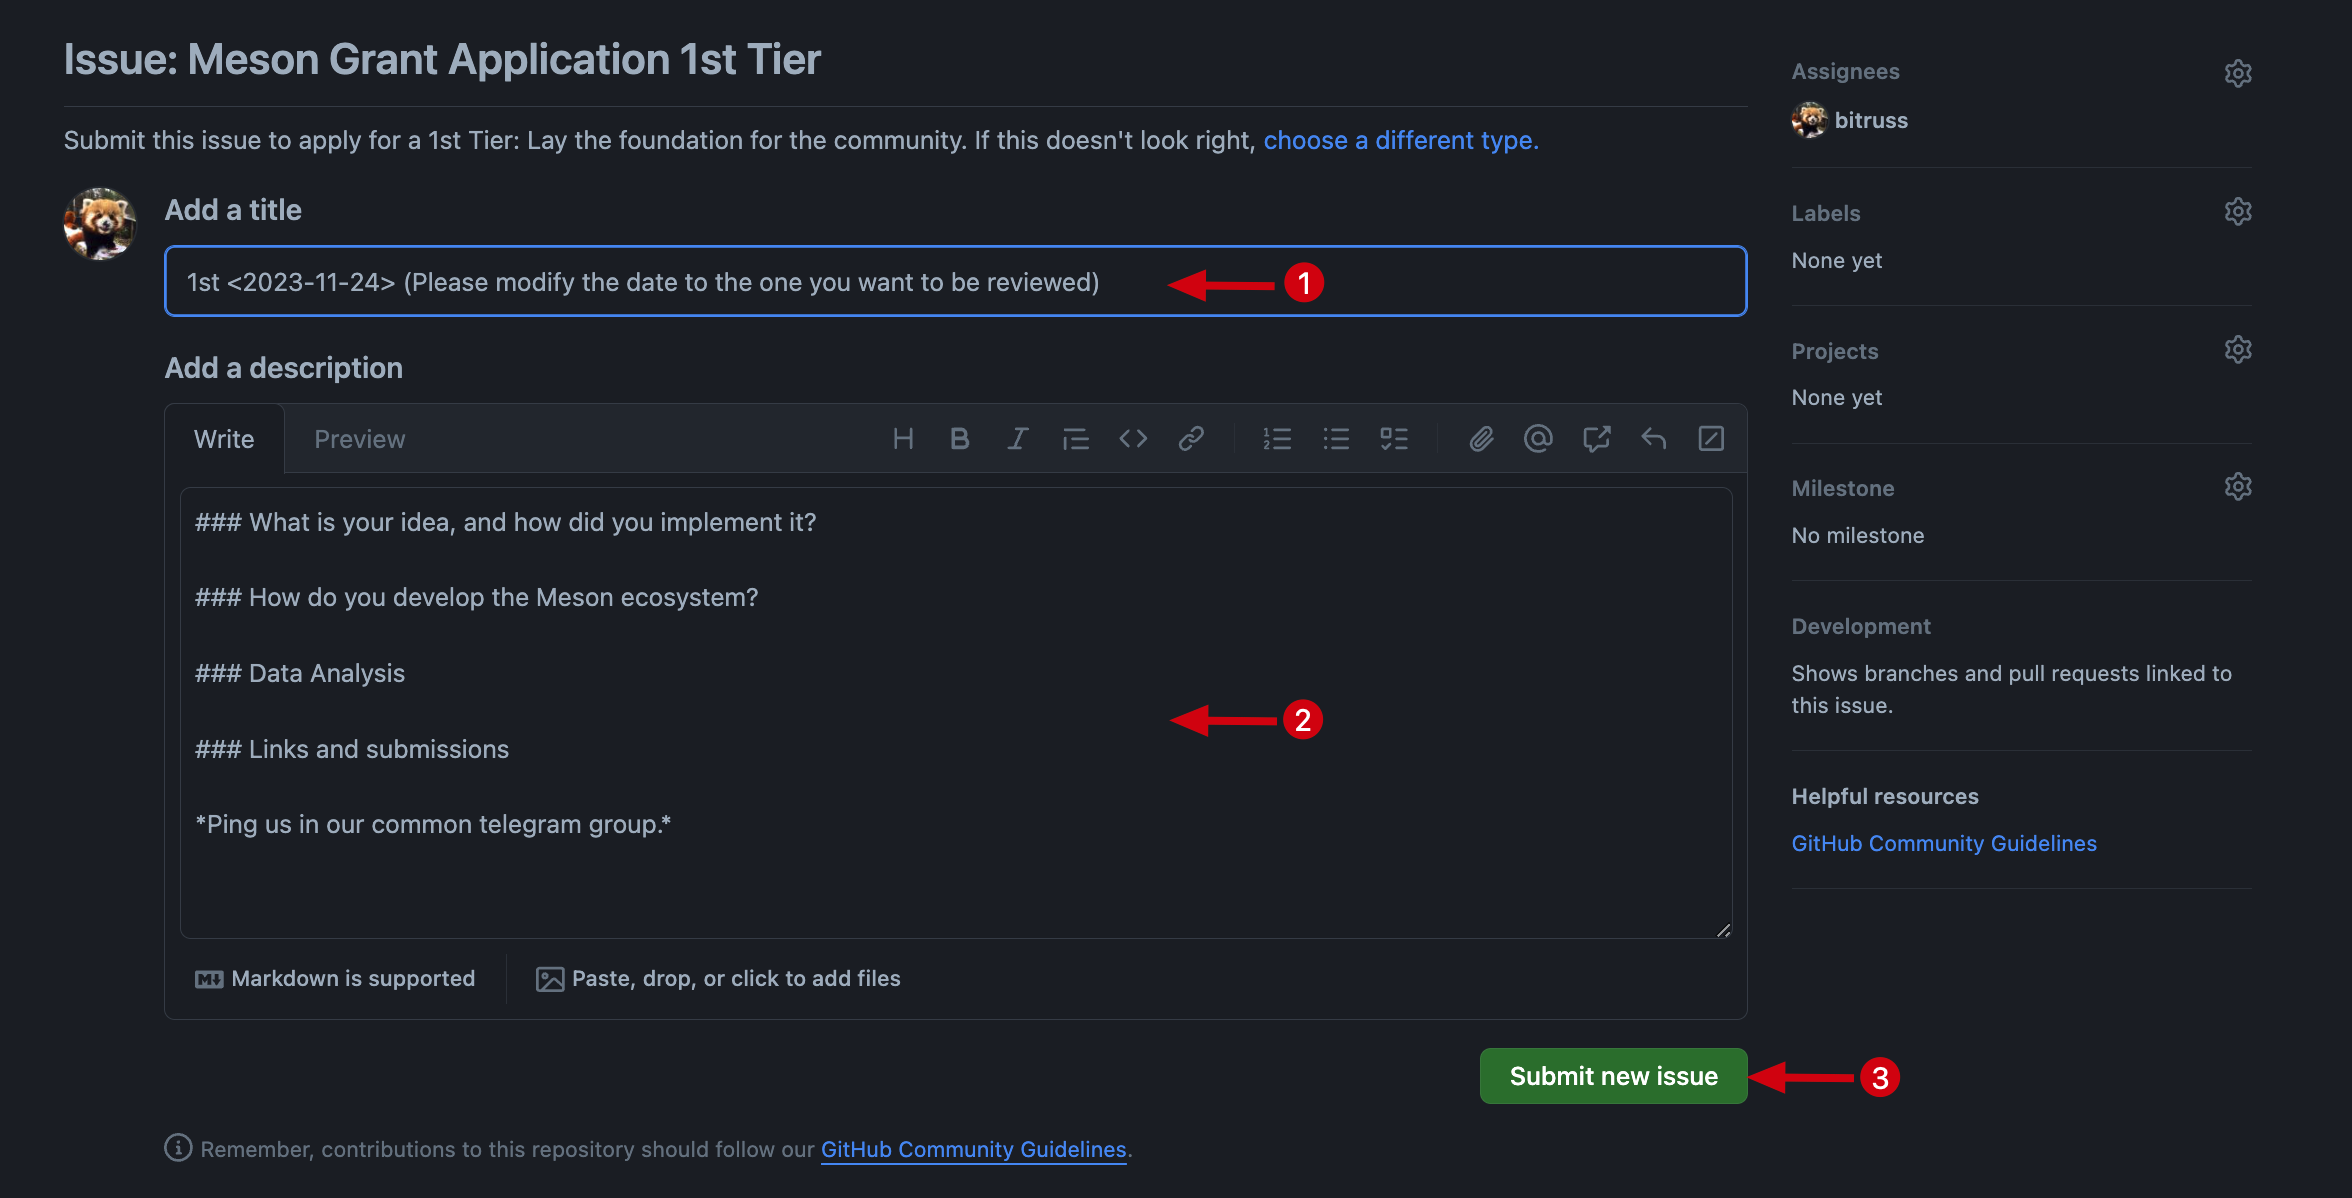 Issue: Meson Grant Application 1st Tier
Submit this issue to apply for a 1st Tier: Lay the foundation for the community. If this doesn't look right, choose a different type.
Add a title
1st <2023-11-24> (Please modify the date to the one you want to be reviewed)
1
Add a description
Write
Preview
### What is your idea, and how did you implement it?
### How do you develop the Meson ecosystem?
### Data Analysis
2
### Links and submissions
*Ping us in our common telegram group.*
Markdown is supported
Paste, drop, or click to add files
Submit new issue
3
Remember, contributions to this repository should follow our GitHub Community Guidelines.
Assignees
bitruss
Labels
None yet
Projects
None yet
Milestone
No milestone
Development
Shows branches and pull requests linked to
this issue.
Helpful resources
GitHub Community Guidelines